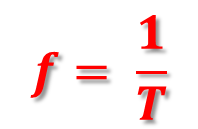 f = 1/T